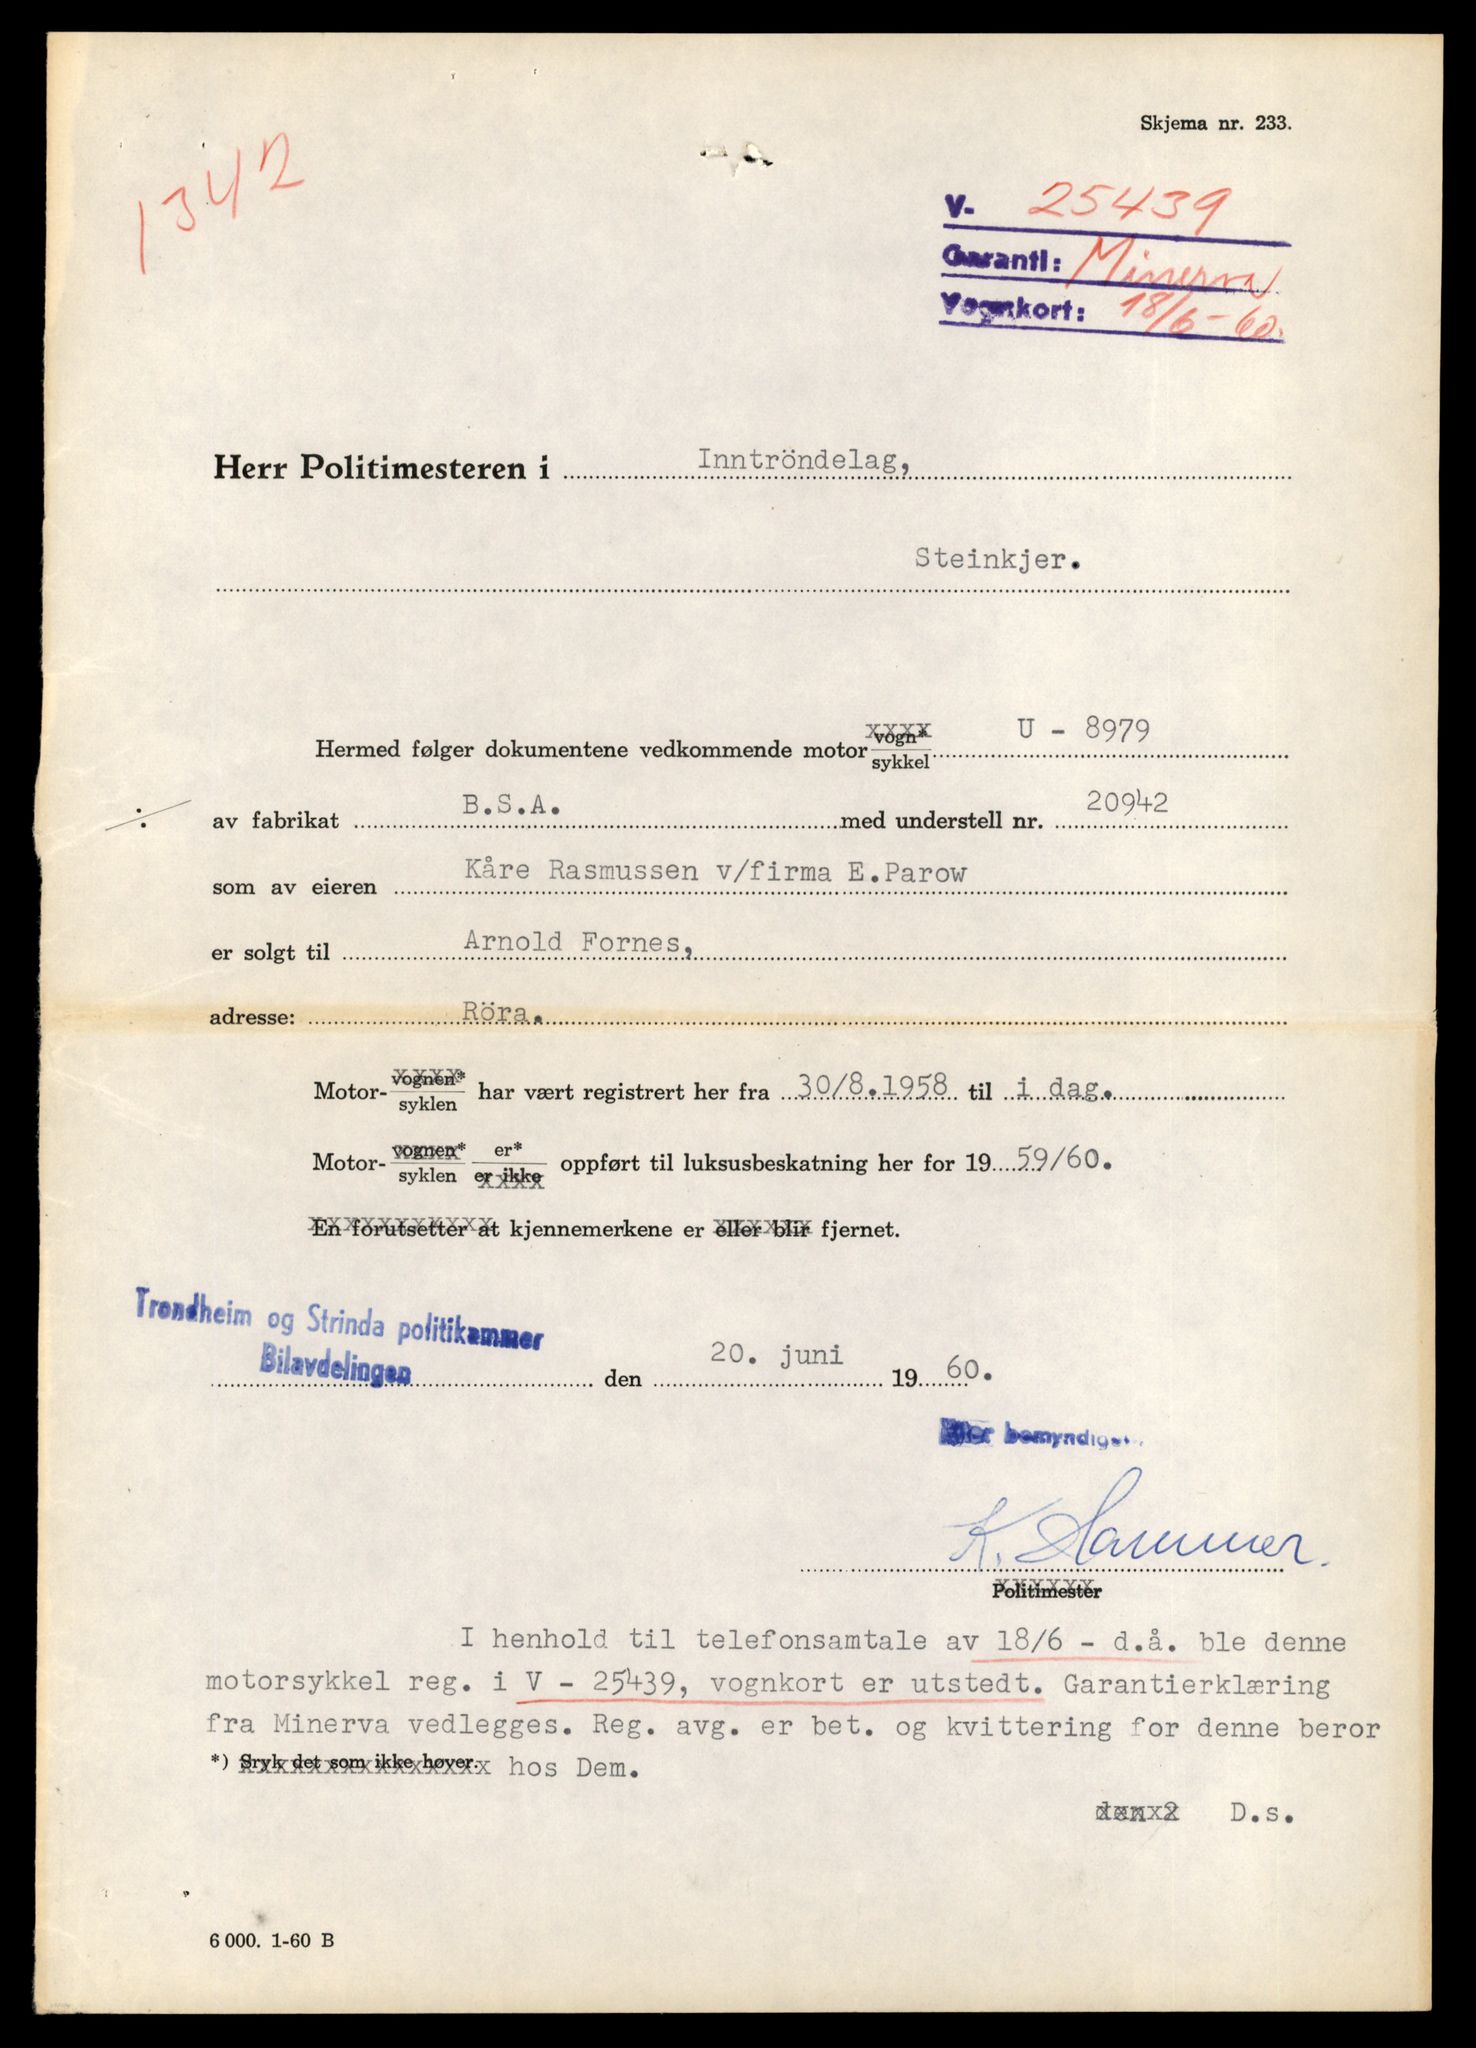 Skjema nr. 233.
1342
V- 25439
Garanti: Minerva
Vognkort: 18/6-60.
Herr Politimesteren i Inntröndelag,
Steinkjer.
Hermed følger dokumentene vedkommende motor vogn* sykkel U - 8979
av fabrikat B.S.A. med understell nr. 20942
som av eieren Kåre Rasmussen v/firma E.Parow
er solgt til Arnold Fornes,
adresse: Röra.
Motor- vognen* syklen har vært registrert her fra 30/8.1958 til i dag.
Motor- vognen* syklen er* er ikke oppført til luksusbeskatning her for 19 59/60.
En forutsetter at kjennemerkene er eller blir fjernet.
Trondheim og Strinda politikammer
Bilavdelingen den 20. juni 19 60.
Etter bemyndige
K. Hammer.
Politimester
I henhold til telefonsamtale av 18/6 - d.å. ble denne
motorsykkel reg. i V - 25439, vognkort er utstedt. Garantierklæring
fra Minerva vedlegges. Reg. avg. er bet. og kvittering for denne beror
*) Sryk det som ikke høver. hos Dem.
den 2 D.s.
6 000. 1-60 B